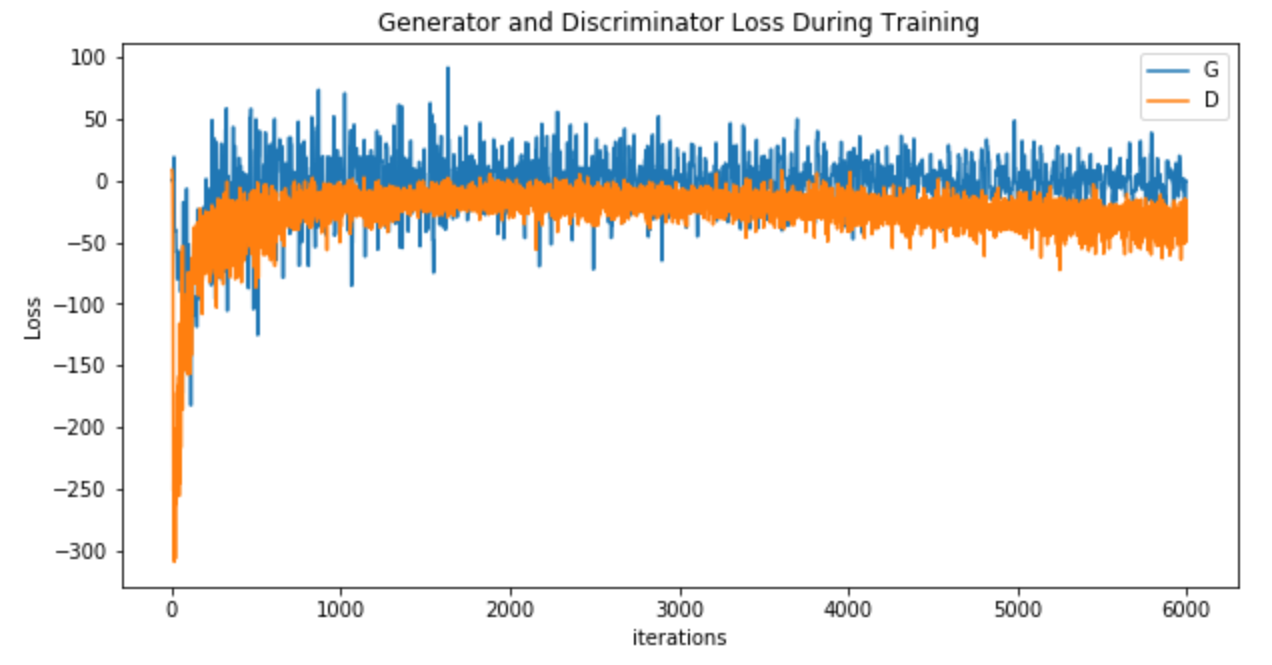 Generator and Discriminator Loss During Training
G
D
100
50
0
−50
−100
−150
−200
−250
−300
Loss
0 1000 2000 3000 4000 5000 6000
iterations